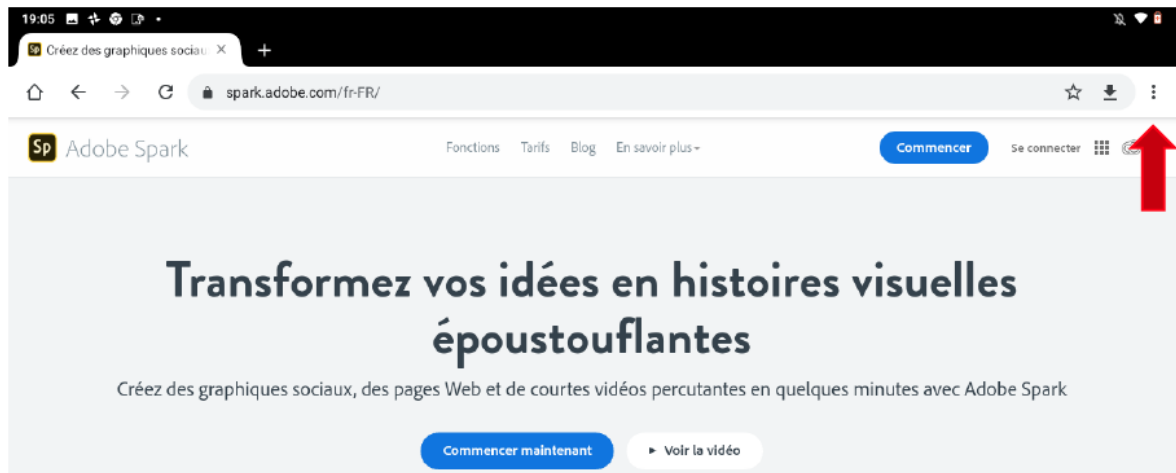 19:05
Sp Créez des graphiques sociau
spark.adobe.com/fr-FR/
Sp Adobe Spark Fonctions Tarifs Blog En savoir plus Commencer Se connecter
Transformez vos idées en histoires visuelles
époustouflantes
Créez des graphiques sociaux, des pages Web et de courtes vidéos percutantes en quelques minutes avec Adobe Spark
Commencer maintenant Voir la vidéo